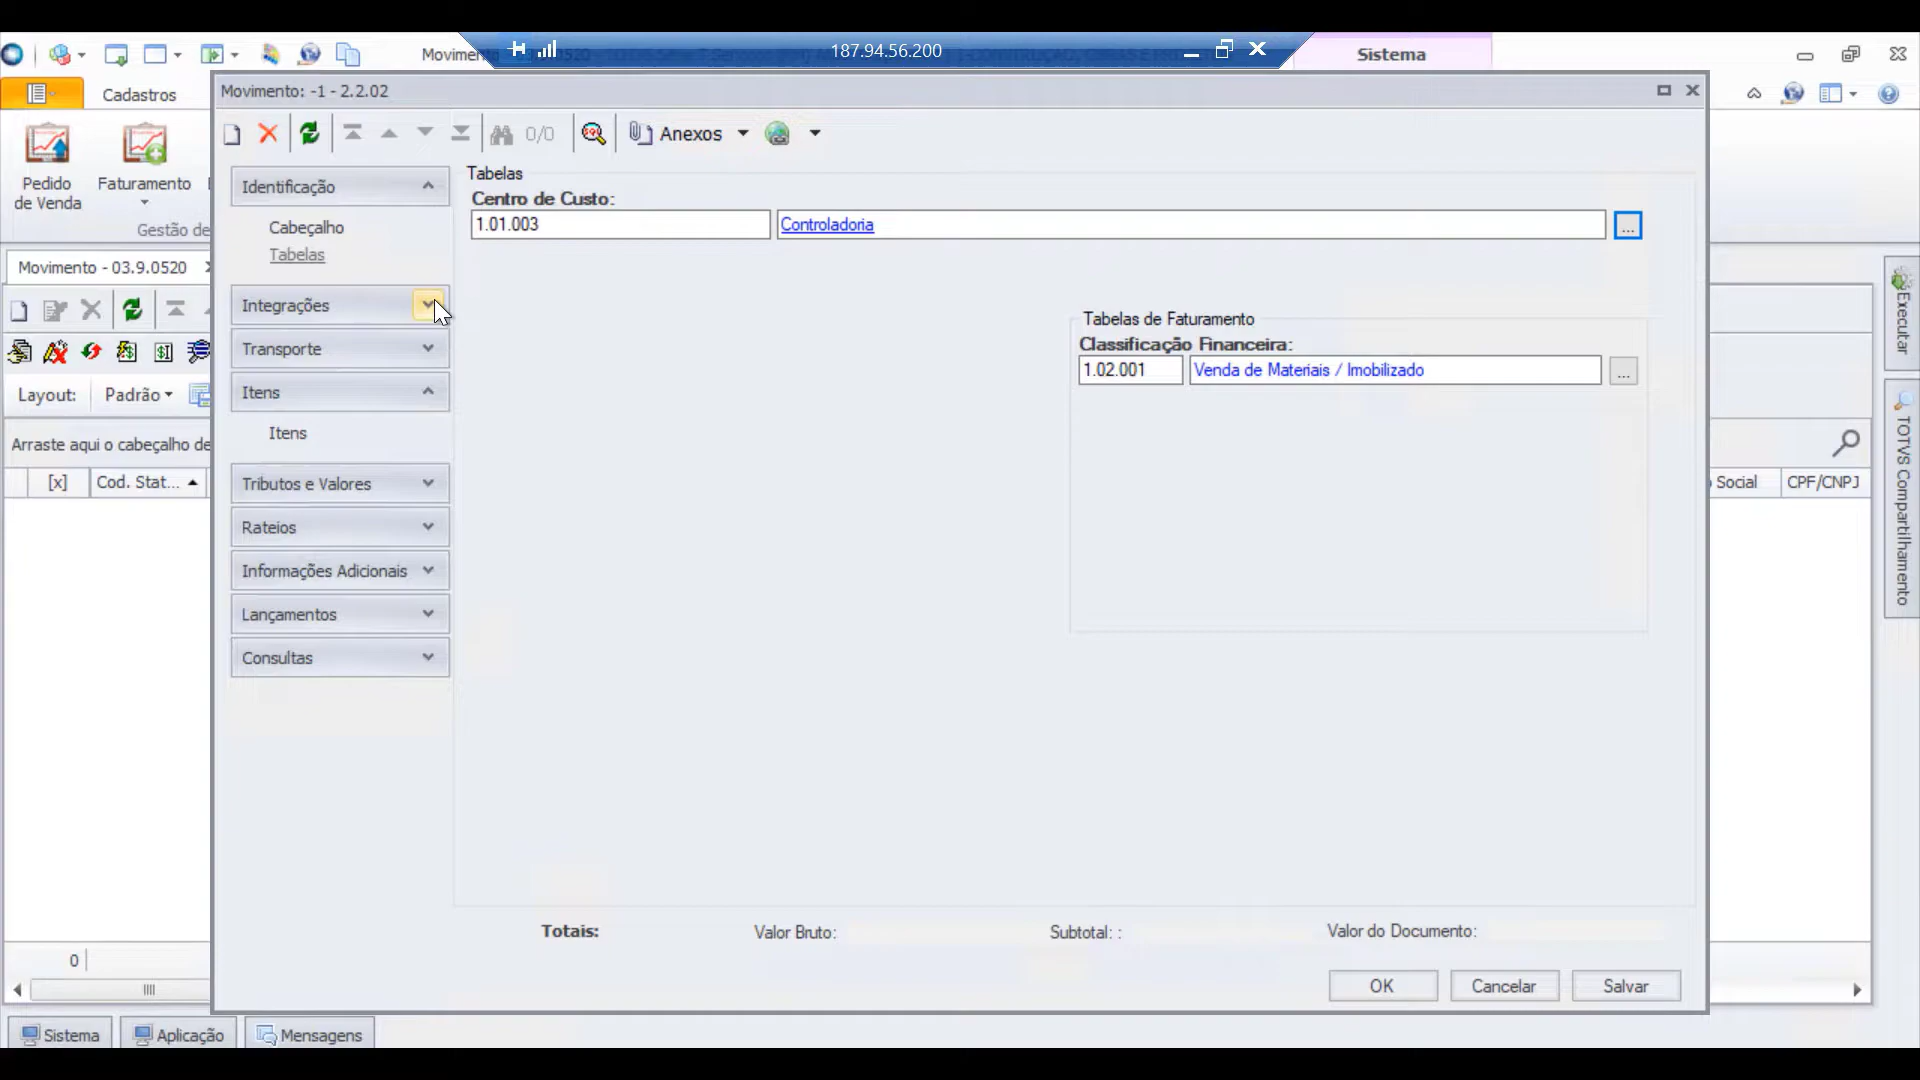 Movimen
187.94.56.200
Sistema
Movimento: -1 - 2.2.02
Cadastros
0/0
Anexos
Pedido
de Venda
Faturamento
Gestão de
Identificação
Cabeçalho
Tabelas
Integrações
Transporte
Itens
Itens
Tributos e Valores
Rateios
Informações Adicionais
Lançamentos
Consultas
Tabelas
Centro de Custo:
1.01.003
Controladoria
...
Tabelas de Faturamento
Classificação Financeira:
1.02.001
Venda de Materiais / Imobilizado
...
Movimento - 03.9.0520
Layout:
Padrão
Arraste aqui o cabeçalho de
[x]
Cod. Stat...
Social
CPF/CNPJ
Executar
TOTVS Compartilhamento
0
Totais:
Valor Bruto:
Subtotal: :
Valor do Documento:
OK
Cancelar
Salvar
Sistema
Aplicação
Mensagens